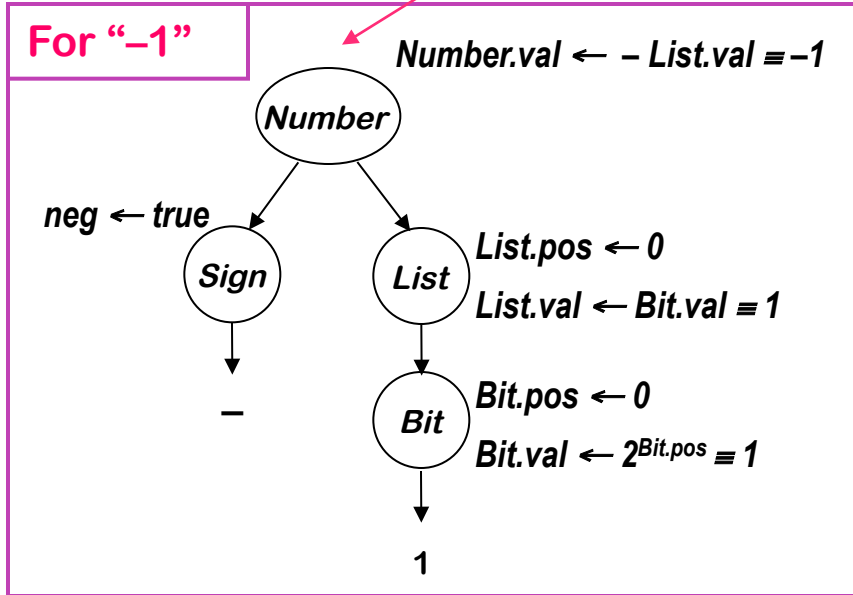 For “–1”
Number.val ← – List.val ≡ –1
Number
neg ← true
Sign
List
List.pos ← 0
List.val ← Bit.val ≡ 1
–
Bit
Bit.pos ← 0
Bit.val ← 2^Bit.pos ≡ 1
1